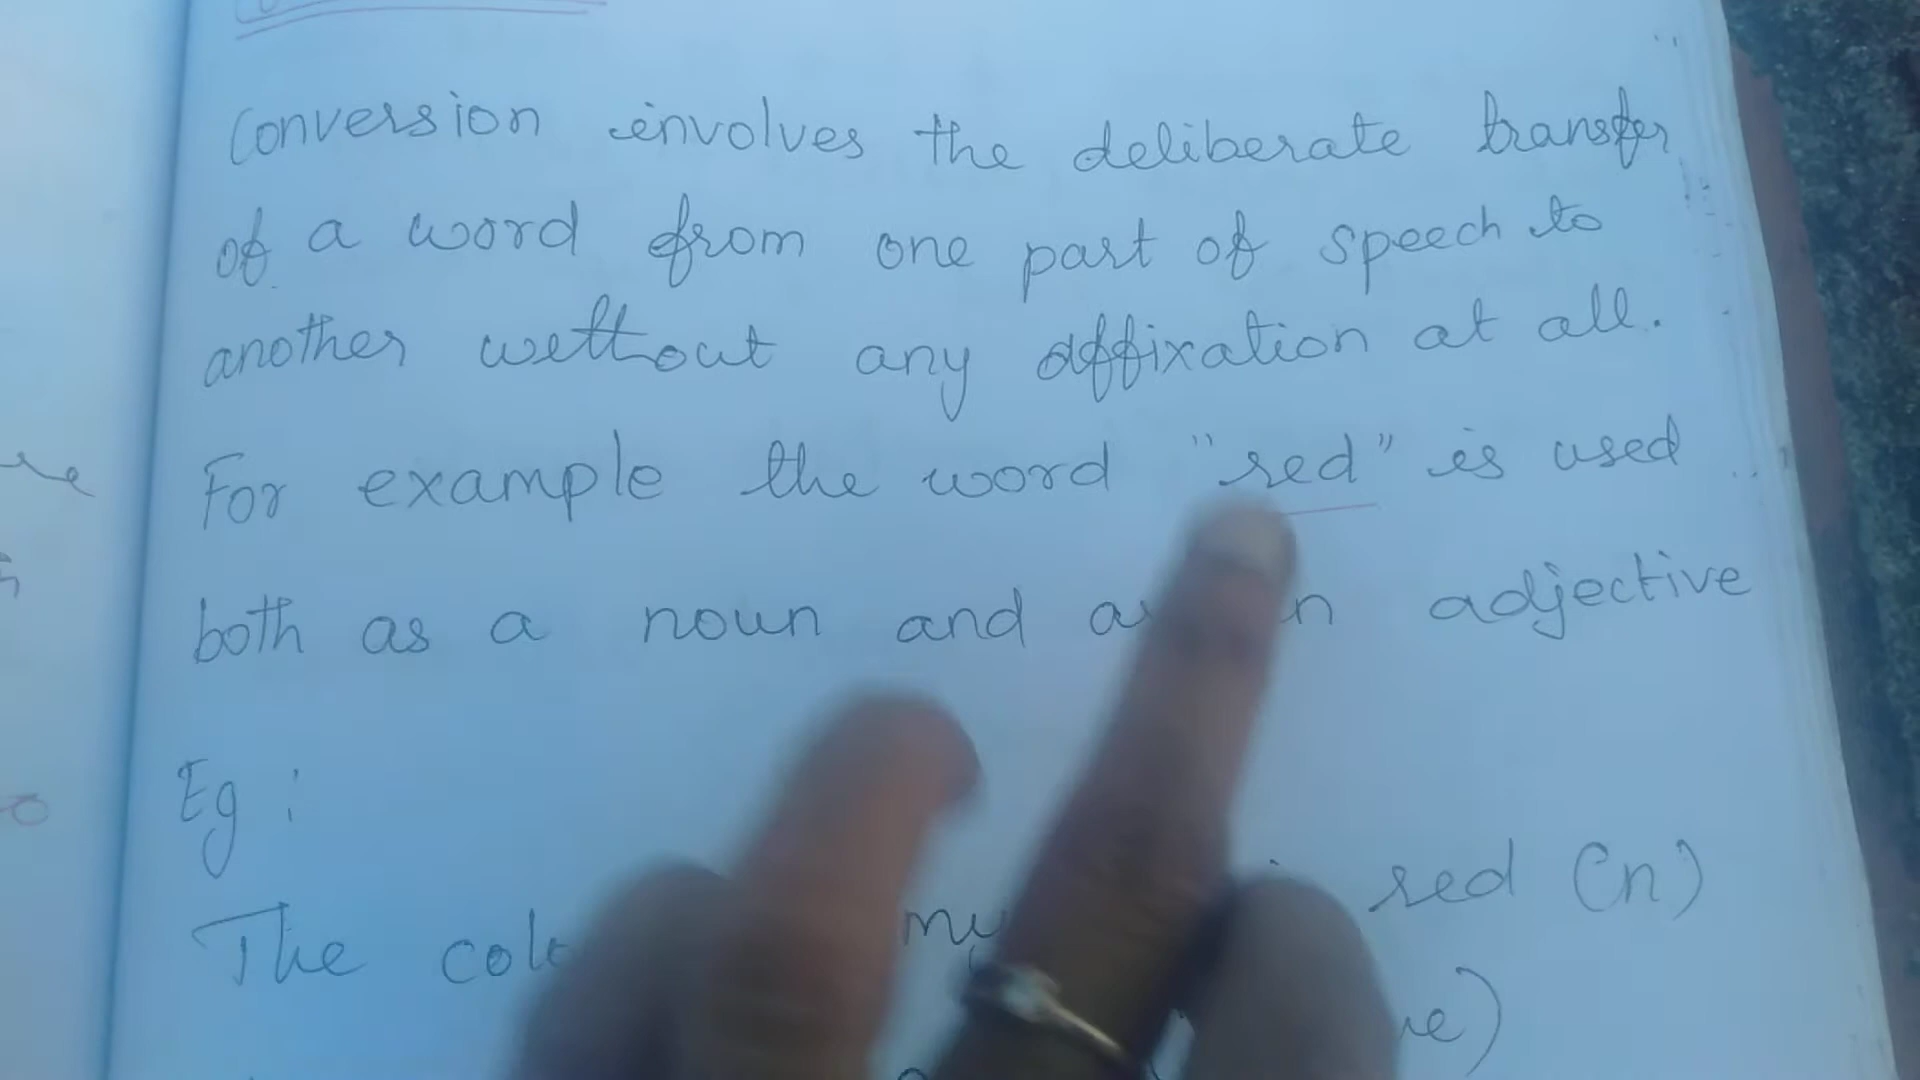 Conversion involves the deliberate transfer
of a word from one part of speech to
another without any affixation at all.
For example the word "red" is used
both as a noun and adjective
Eg :
The my red (n)